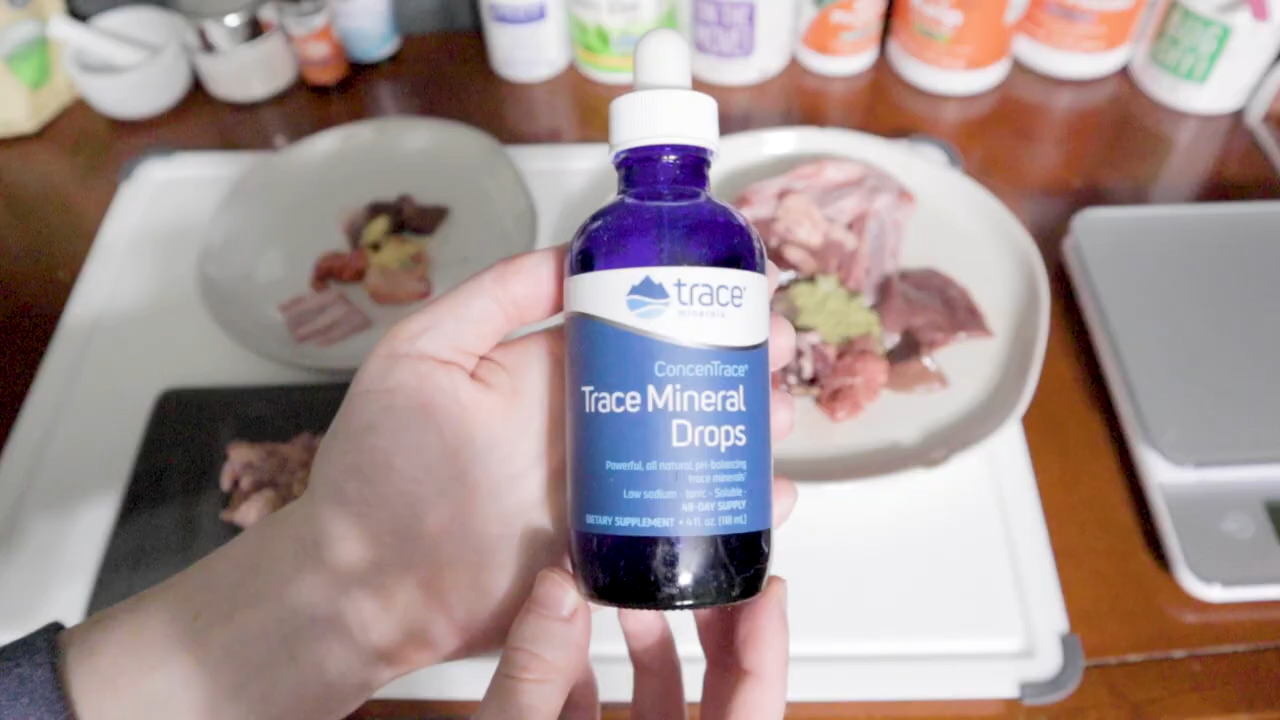 trace
minerals
ConcenTrace®
Trace Mineral
Drops
Powerful, all natural, pH-balancing
trace minerals
Low sodium - Ionic - Soluble -
48-DAY SUPPLY
DIETARY SUPPLEMENT • 4 fl. oz. (118 mL)